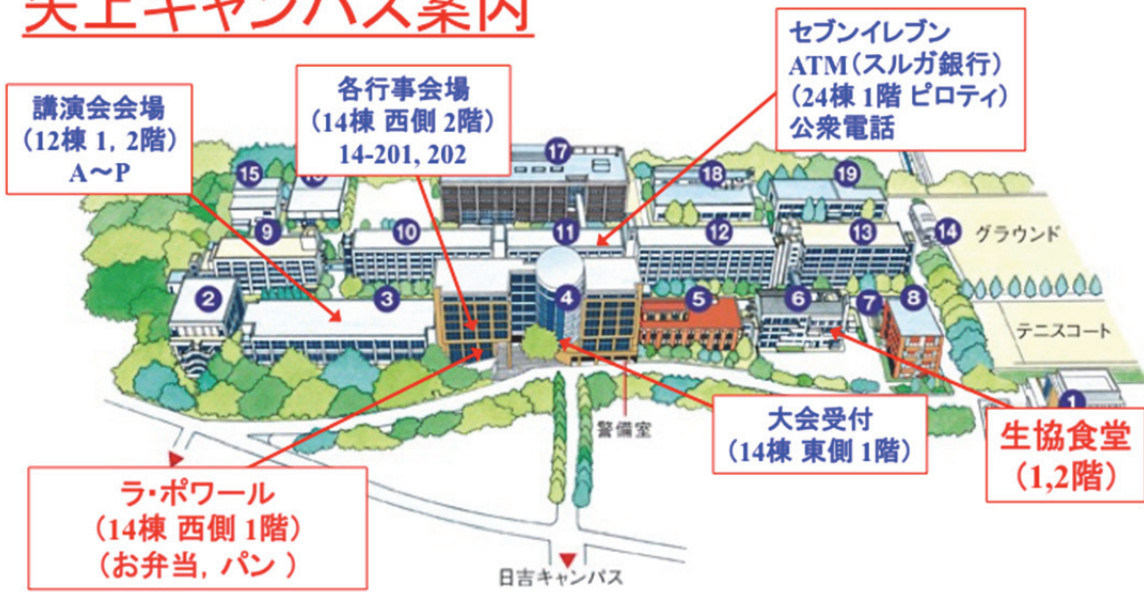 矢上キャンパス案内
講演会会場
(12棟 1, 2階)
A～P
各行事会場
(14棟 西側 2階)
14-201, 202
セブンイレブン
ATM(スルガ銀行)
(24棟 1階 ピロティ)
公衆電話
15
17
18
19
9
10
11
12
13
14
グラウンド
2
3
4
5
6
7
8
テニスコート
1
警備室
大会受付
(14棟 東側 1階)
生協食堂
(1,2階)
ラ・ポワール
(14棟 西側 1階)
(お弁当, パン )
日吉キャンパス